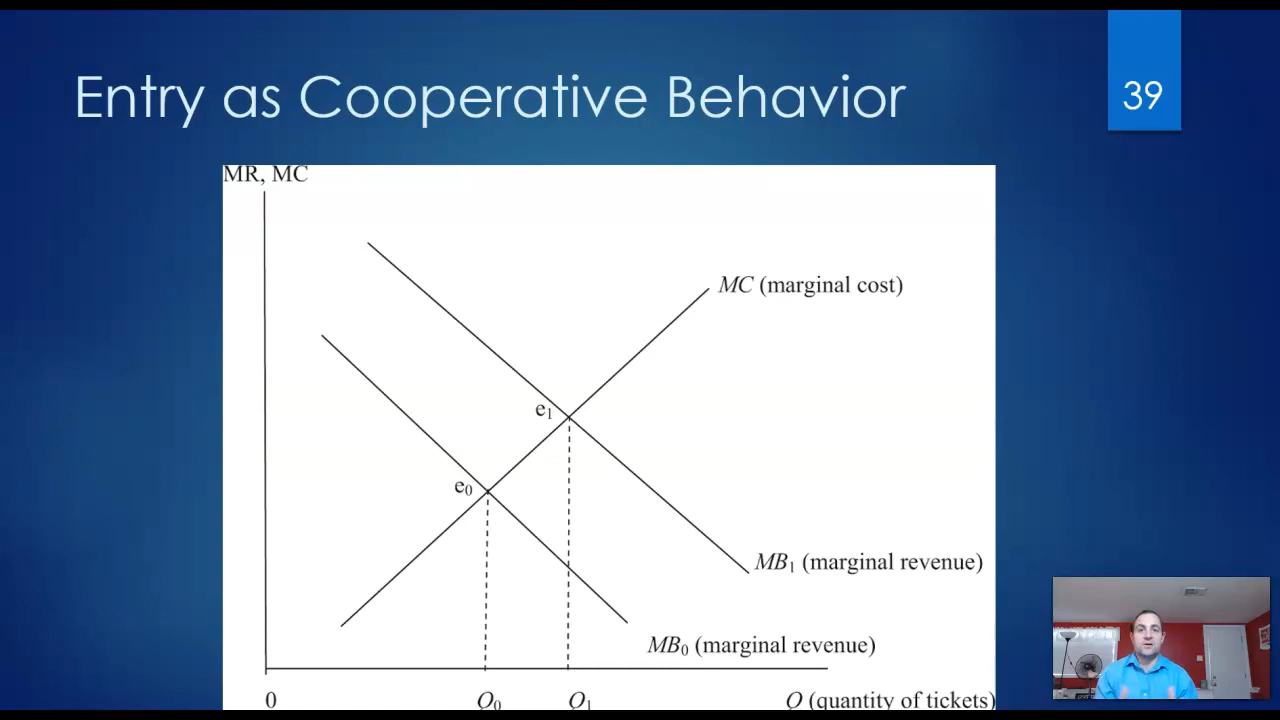 Entry as Cooperative Behavior
39
MR, MC
MC (marginal cost)
e₁
e₀
MB₁ (marginal revenue)
MB₀ (marginal revenue)
0 Q₀ Q₁ Q (quantity of tickets)